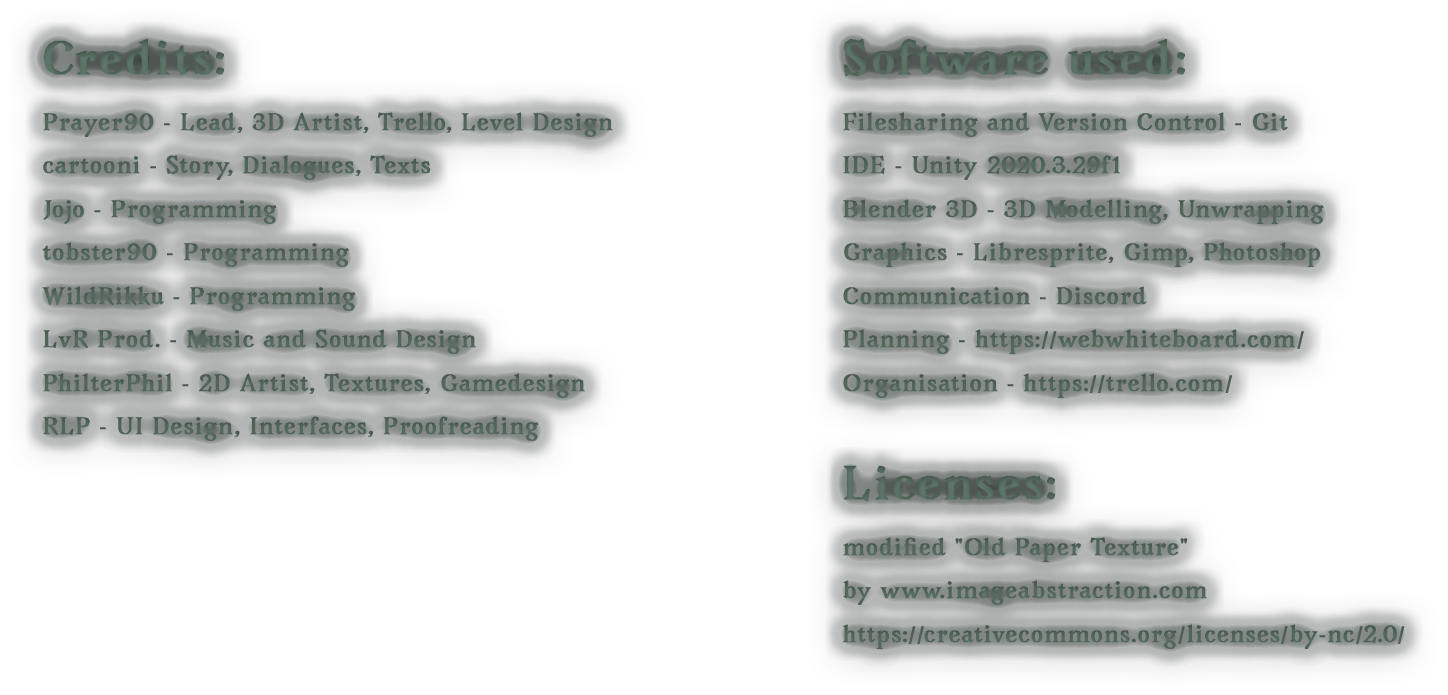 Credits:
Prayer90 - Lead, 3D Artist, Trello, Level Design
cartooni - Story, Dialogues, Texts
Jojo - Programming
tobster90 - Programming
WildRikku - Programming
LvR Prod. - Music and Sound Design
PhilterPhil - 2D Artist, Textures, Gamedesign
RLP - UI Design, Interfaces, Proofreading
Software used:
Filesharing and Version Control - Git
IDE - Unity 2020.3.29f1
Blender 3D - 3D Modelling, Unwrapping
Graphics - Libresprite, Gimp, Photoshop
Communication - Discord
Planning - https://webwhiteboard.com/
Organisation - https://trello.com/
Licenses:
modified "Old Paper Texture"
by www.imageabstraction.com
https://creativecommons.org/licenses/by-nc/2.0/